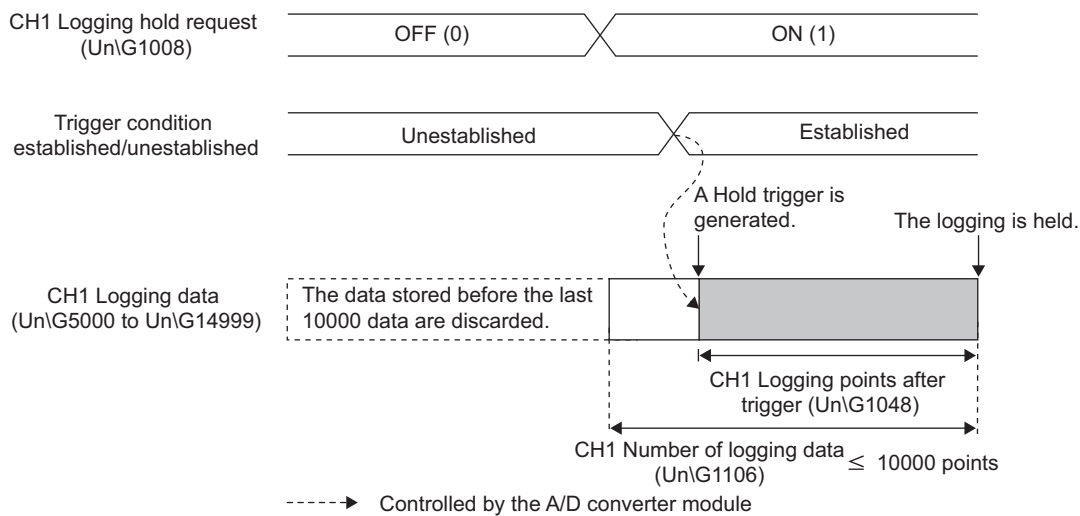 CH1 Logging hold request
(Un\G1008)
OFF (0)
ON (1)
Trigger condition
established/unestablished
Unestablished
Established
A Hold trigger is
generated.
The logging is held.
CH1 Logging data
(Un\G5000 to Un\G14999)
The data stored before the last
10000 data are discarded.
CH1 Logging points after
trigger (Un\G1048)
CH1 Number of logging data
(Un\G1106)
≤ 10000 points
Controlled by the A/D converter module